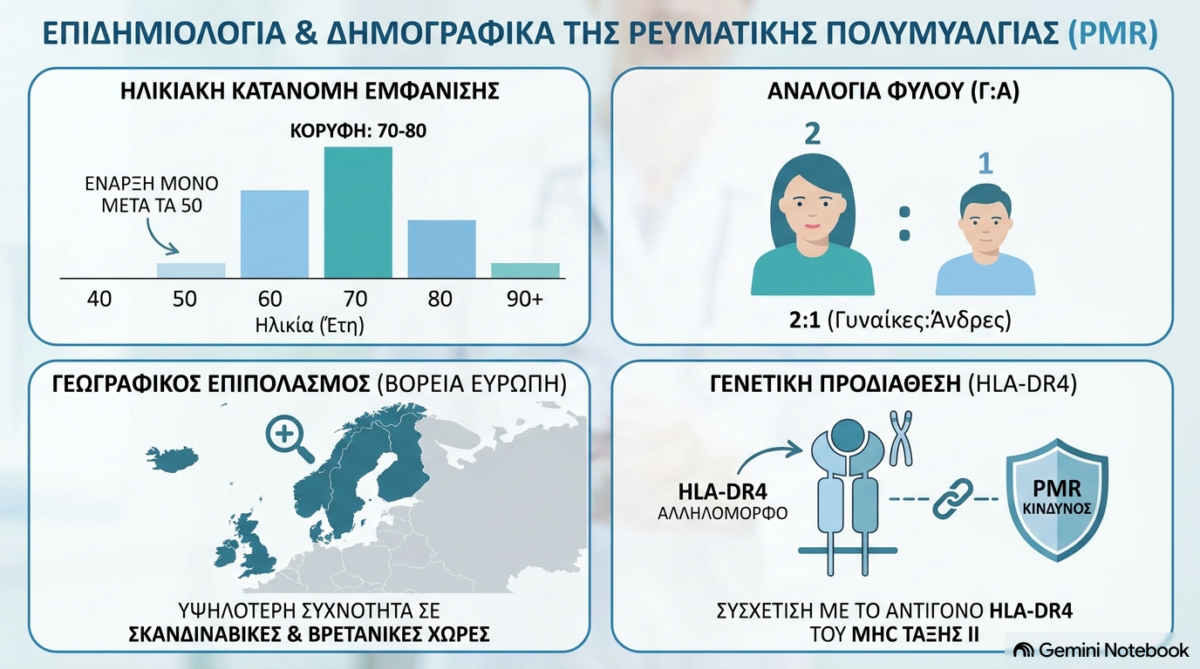 ΕΠΙΔΗΜΙΟΛΟΓΙΑ & ΔΗΜΟΓΡΑΦΙΚΑ ΤΗΣ ΡΕΥΜΑΤΙΚΗΣ ΠΟΛΥΜΥΑΛΓΙΑΣ (PMR)
ΗΛΙΚΙΑΚΗ ΚΑΤΑΝΟΜΗ ΕΜΦΑΝΙΣΗΣ
ΚΟΡΥΦΗ: 70-80
ΕΝΑΡΞΗ ΜΟΝΟ
ΜΕΤΑ ΤΑ 50
40 50 60 70 80 90+
Ηλικία (Έτη)
ΑΝΑΛΟΓΙΑ ΦΥΛΟΥ (Γ:Α)
2
:
1
2:1 (Γυναίκες:Άνδρες)
ΓΕΩΓΡΑΦΙΚΟΣ ΕΠΙΠΟΛΑΣΜΟΣ (ΒΟΡΕΙΑ ΕΥΡΩΠΗ)
ΥΨΗΛΟΤΕΡΗ ΣΥΧΝΟΤΗΤΑ ΣΕ
ΣΚΑΝΔΙΝΑΒΙΚΕΣ & ΒΡΕΤΑΝΙΚΕΣ ΧΩΡΕΣ
ΓΕΝΕΤΙΚΗ ΠΡΟΔΙΑΘΕΣΗ (HLA-DR4)
HLA-DR4
ΑΛΛΗΛΟΜΟΡΦΟ
PMR
ΚΙΝΔΥΝΟΣ
ΣΥΣΧΕΤΙΣΗ ΜΕ ΤΟ ΑΝΤΙΓΟΝΟ HLA-DR4
ΤΟΥ MHC ΤΑΞΗΣ II
Gemini Notebook